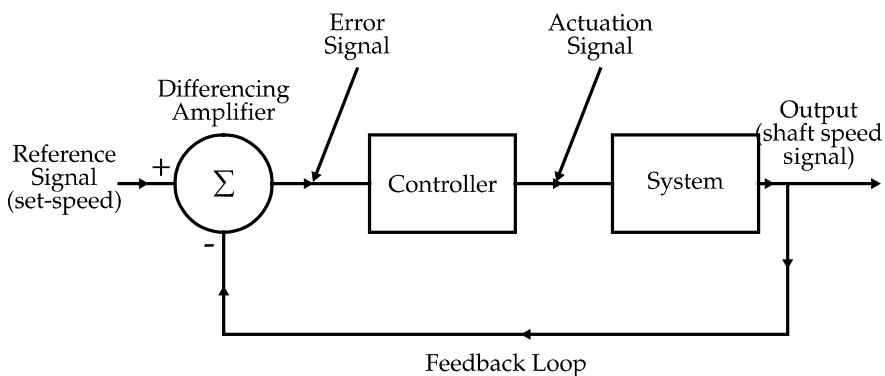 Error
Signal
Actuation
Signal
Differencing
Amplifier
Output
(shaft speed
signal)
Reference
Signal
(set-speed)
+
Σ
Controller
System
-
Feedback Loop